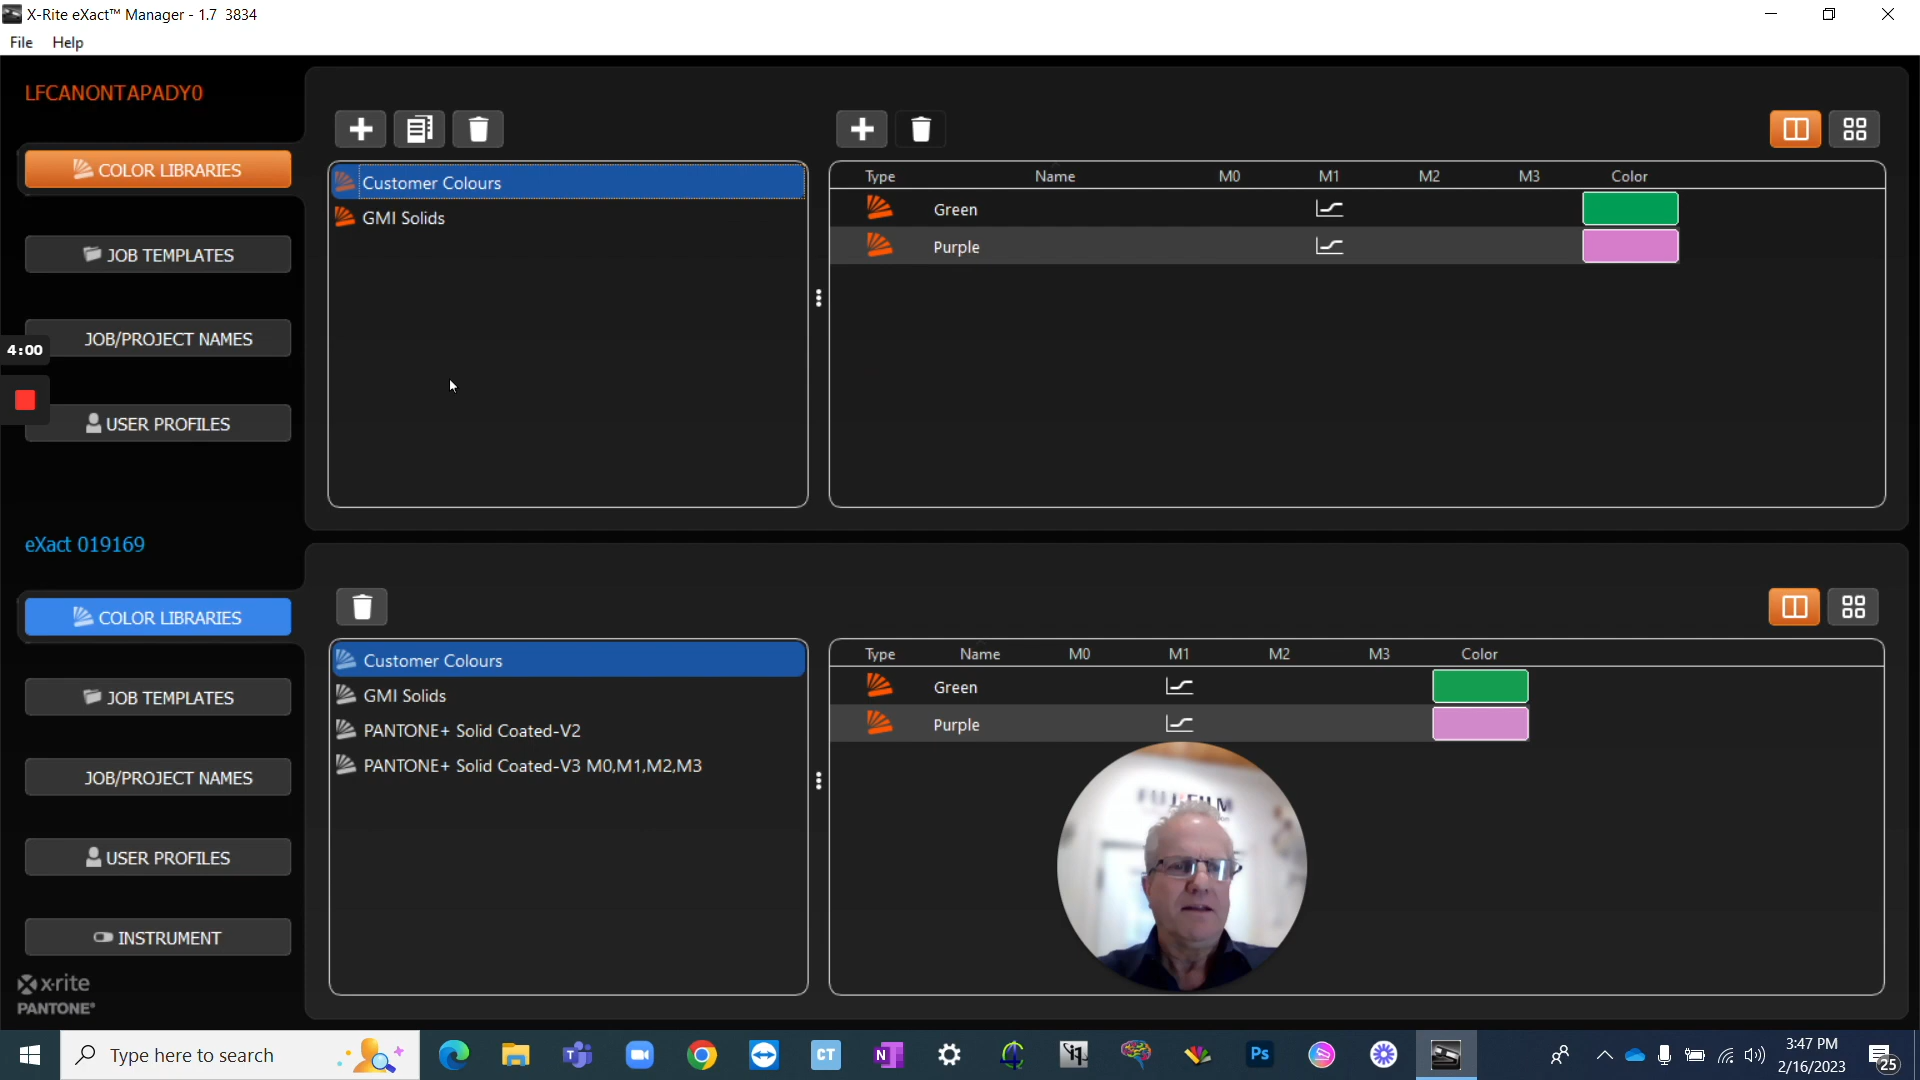 X-Rite eXact™ Manager - 1.7 3834
File Help
LFCANONTAPADY0
COLOR LIBRARIES
JOB TEMPLATES
JOB/PROJECT NAMES
4:00
USER PROFILES
Customer Colours
GMI Solids
Type Name M0 M1 M2 M3 Color
Green
Purple
eXact 019169
COLOR LIBRARIES
JOB TEMPLATES
JOB/PROJECT NAMES
USER PROFILES
INSTRUMENT
x-rite
PANTONE®
Customer Colours
GMI Solids
PANTONE+ Solid Coated-V2
PANTONE+ Solid Coated-V3 M0,M1,M2,M3
Type Name M0 M1 M2 M3 Color
Green
Purple
FUJIFILM
Type here to search
CT
N
Ps
3:47 PM
2/16/2023
25